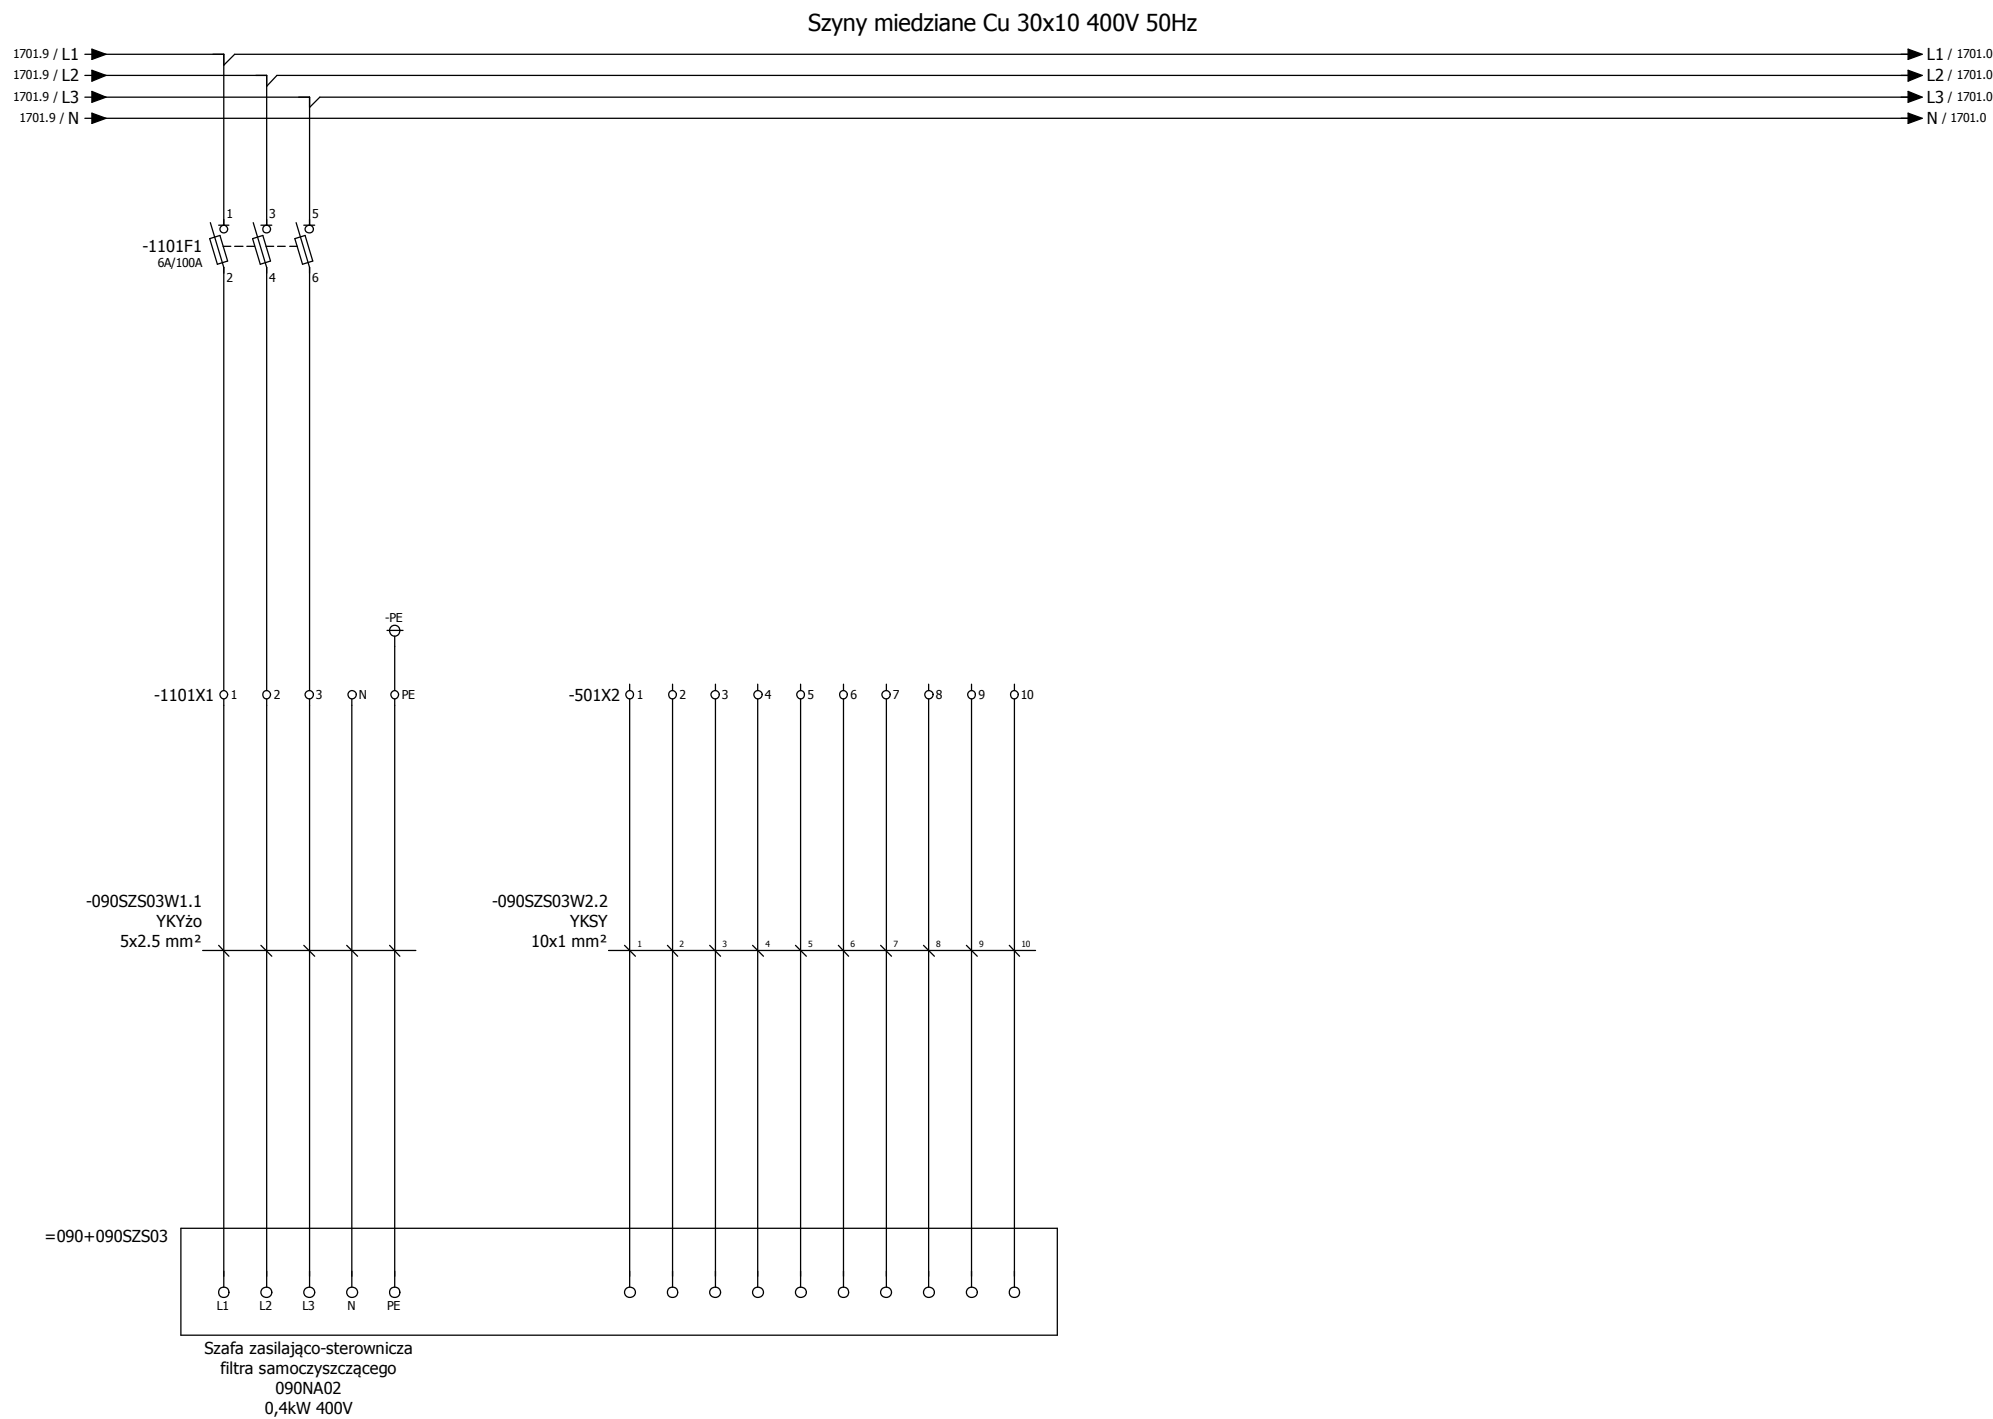 Szyny miedziane Cu 30x10 400V 50Hz
1701.9 / L1
L1 / 1701.0
1701.9 / L2
L2 / 1701.0
1701.9 / L3
L3 / 1701.0
1701.9 / N
N / 1701.0
1 3 5
-1101F1
6A/100A
2 4 6
-PE
-1101X1 1 2 3 N PE
-501X2 1 2 3 4 5 6 7 8 9 10
-090SZS03W1.1
YKYżo
5x2.5 mm²
-090SZS03W2.2
YKSY
10x1 mm²
1 2 3 4 5 6 7 8 9 10
=090+090SZS03
L1 L2 L3 N PE
Szafa zasilająco-sterownicza
filtra samoczyszczącego
090NA02
0,4kW 400V